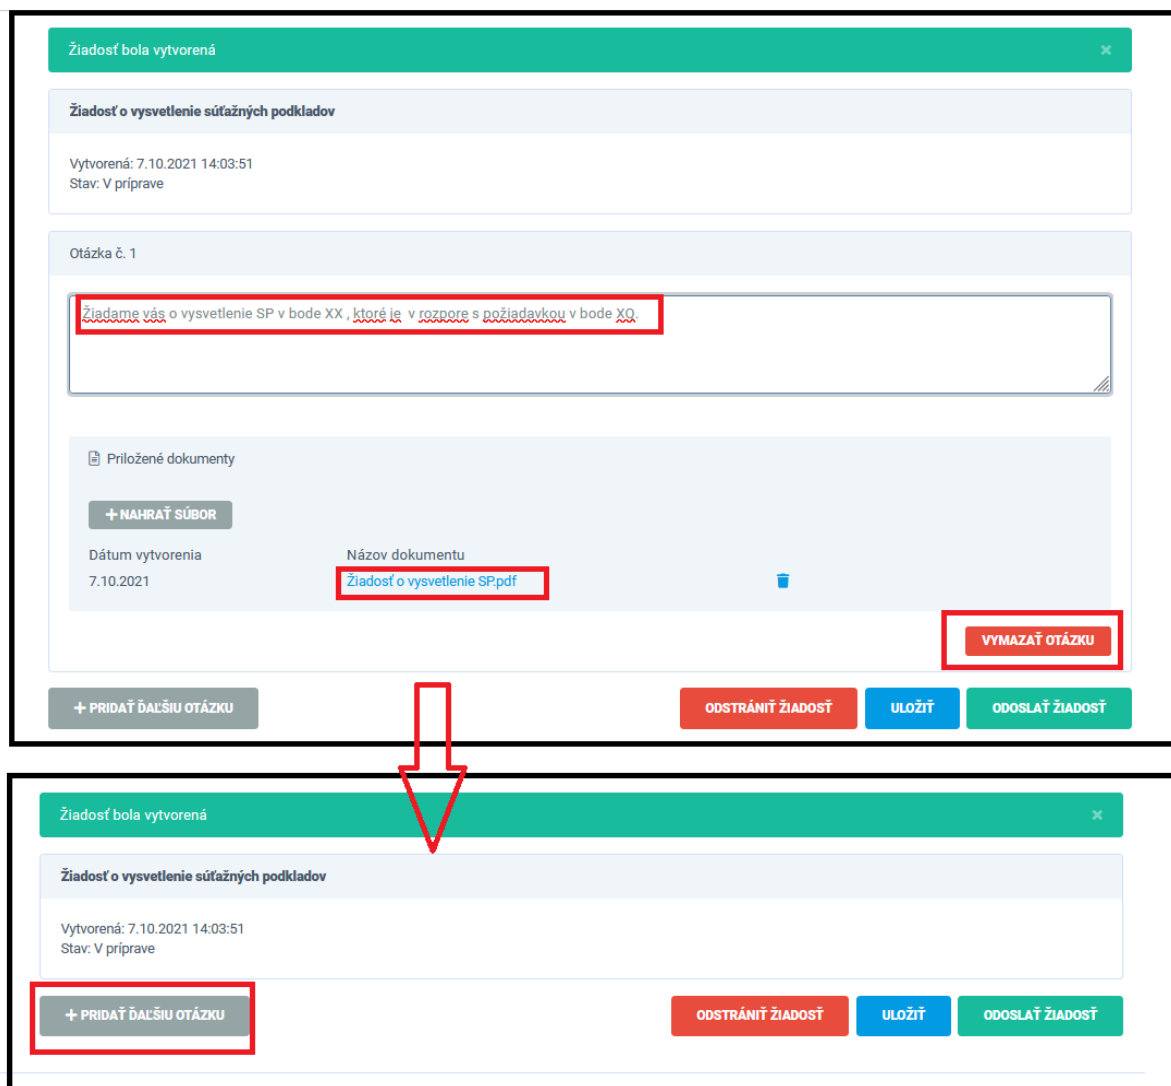 Žiadosť bola vytvorená ×
Žiadosť o vysvetlenie súťažných podkladov
Vytvorená: 7.10.2021 14:03:51
Stav: V príprave
Otázka č. 1
Žiadame vás o vysvetlenie SP v bode XX , ktoré je v rozpore s požiadavkou v bode XQ.
Priložené dokumenty
+ NAHRAŤ SÚBOR
Dátum vytvorenia Názov dokumentu
7.10.2021 Žiadosť o vysvetlenie SP.pdf
VYMAZAŤ OTÁZKU
+ PRIDAŤ ĎALŠIU OTÁZKU ODSTRÁNIŤ ŽIADOSŤ ULOŽIŤ ODOSLAŤ ŽIADOSŤ
Žiadosť bola vytvorená ×
Žiadosť o vysvetlenie súťažných podkladov
Vytvorená: 7.10.2021 14:03:51
Stav: V príprave
+ PRIDAŤ ĎALŠIU OTÁZKU ODSTRÁNIŤ ŽIADOSŤ ULOŽIŤ ODOSLAŤ ŽIADOSŤ